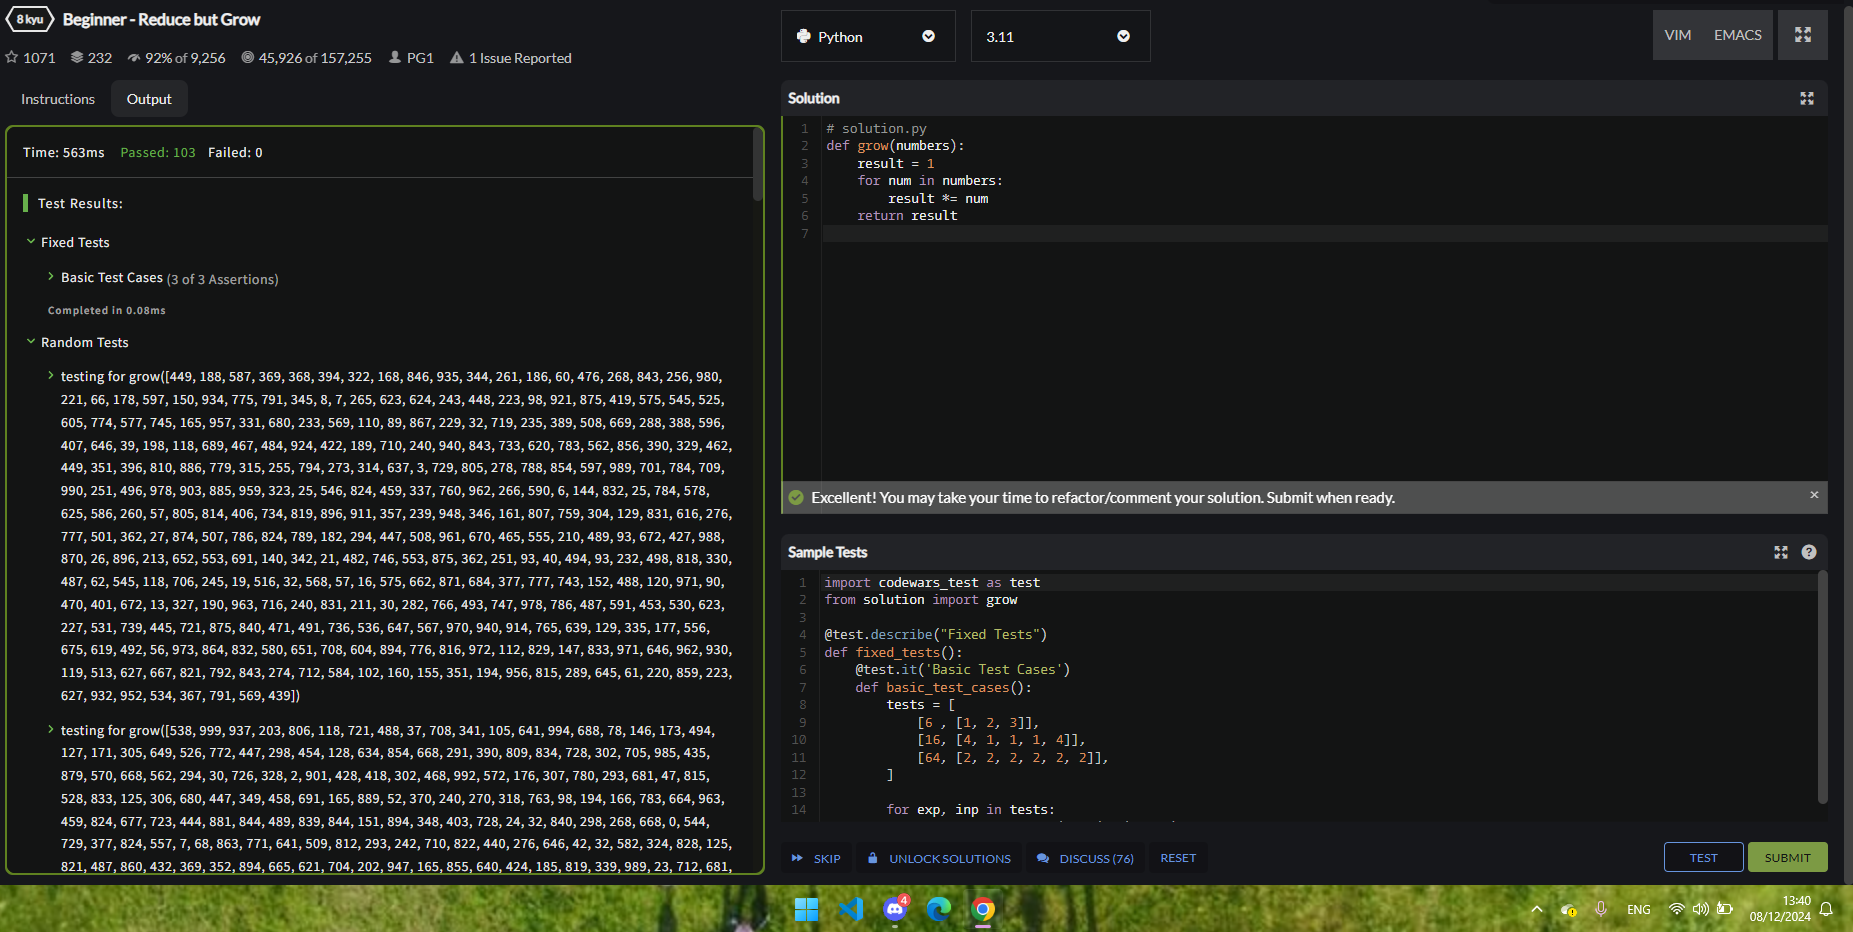 8 kyu Beginner - Reduce but Grow
1071 232 92% of 9,256 45,926 of 157,255 PG1 1 Issue Reported
Instructions Output
Time: 563ms Passed: 103 Failed: 0
Test Results:
Fixed Tests
Basic Test Cases (3 of 3 Assertions)
Completed in 0.08ms
Random Tests
testing for grow([449, 188, 587, 369, 368, 394, 322, 168, 846, 935, 344, 261, 186, 60, 476, 268, 843, 256, 980,
221, 66, 178, 597, 150, 934, 775, 791, 345, 8, 7, 265, 623, 624, 243, 448, 223, 98, 921, 875, 419, 575, 545, 525,
605, 774, 577, 745, 165, 957, 331, 680, 233, 569, 110, 89, 867, 229, 32, 719, 235, 389, 508, 669, 288, 388, 596,
407, 646, 39, 198, 118, 689, 467, 484, 924, 422, 189, 710, 240, 940, 843, 733, 620, 783, 562, 856, 390, 329, 462,
449, 351, 396, 810, 886, 779, 315, 255, 794, 273, 314, 637, 3, 729, 805, 278, 788, 854, 597, 989, 701, 784, 709,
990, 251, 496, 978, 903, 885, 959, 323, 25, 546, 824, 459, 337, 760, 962, 266, 590, 6, 144, 832, 25, 784, 578,
625, 586, 260, 57, 805, 814, 406, 734, 819, 896, 911, 357, 239, 948, 346, 161, 807, 759, 304, 129, 831, 616, 276,
777, 501, 362, 27, 874, 507, 786, 824, 789, 182, 294, 447, 508, 961, 670, 465, 555, 210, 489, 93, 672, 427, 988,
870, 26, 896, 213, 652, 553, 691, 140, 342, 21, 482, 746, 553, 875, 362, 251, 93, 40, 494, 93, 232, 498, 818, 330,
487, 62, 545, 118, 706, 245, 19, 516, 32, 568, 57, 16, 575, 662, 871, 684, 377, 777, 743, 152, 488, 120, 971, 90,
470, 401, 672, 13, 327, 190, 963, 716, 240, 831, 211, 30, 282, 766, 493, 747, 978, 786, 487, 591, 453, 530, 623,
227, 531, 739, 445, 721, 875, 840, 471, 491, 736, 536, 647, 567, 970, 940, 914, 765, 639, 129, 335, 177, 556,
675, 619, 492, 56, 973, 864, 832, 580, 651, 708, 604, 894, 776, 816, 972, 112, 829, 147, 833, 971, 646, 962, 930,
119, 513, 627, 667, 821, 792, 843, 274, 712, 584, 102, 160, 155, 351, 194, 956, 815, 289, 645, 61, 220, 859, 223,
627, 932, 952, 534, 367, 791, 569, 439])
testing for grow([538, 999, 937, 203, 806, 118, 721, 488, 37, 708, 341, 105, 641, 994, 688, 78, 146, 173, 494,
127, 171, 305, 649, 526, 772, 447, 298, 454, 128, 634, 854, 668, 291, 390, 809, 834, 728, 302, 705, 985, 435,
879, 570, 668, 562, 294, 30, 726, 328, 2, 901, 428, 418, 302, 468, 992, 572, 176, 307, 780, 293, 681, 47, 815,
528, 833, 125, 306, 680, 447, 349, 458, 691, 165, 889, 52, 370, 240, 270, 318, 763, 98, 194, 166, 783, 664, 963,
459, 824, 677, 723, 444, 881, 844, 489, 839, 844, 151, 894, 348, 403, 728, 24, 32, 840, 298, 268, 668, 0, 544,
729, 377, 824, 557, 7, 68, 863, 771, 641, 509, 812, 293, 242, 710, 822, 440, 276, 646, 42, 32, 582, 324, 828, 125,
821, 487, 860, 432, 369, 352, 894, 665, 621, 704, 202, 947, 165, 855, 640, 424, 185, 819, 339, 989, 23, 712, 681,
Python 3.11 VIM EMACS
Solution
1 # solution.py
2 def grow(numbers):
3 result = 1
4 for num in numbers:
5 result *= num
6 return result
7
Excellent! You may take your time to refactor/comment your solution. Submit when ready. ×
Sample Tests ?
1 import codewars_test as test
2 from solution import grow
3
4 @test.describe("Fixed Tests")
5 def fixed_tests():
6 @test.it('Basic Test Cases')
7 def basic_test_cases():
8 tests = [
9 [6 , [1, 2, 3]],
10 [16, [4, 1, 1, 1, 4]],
11 [64, [2, 2, 2, 2, 2, 2]],
12 ]
13
14 for exp, inp in tests:
SKIP UNLOCK SOLUTIONS DISCUSS (76) RESET TEST SUBMIT
4 ENG 13:40
08/12/2024